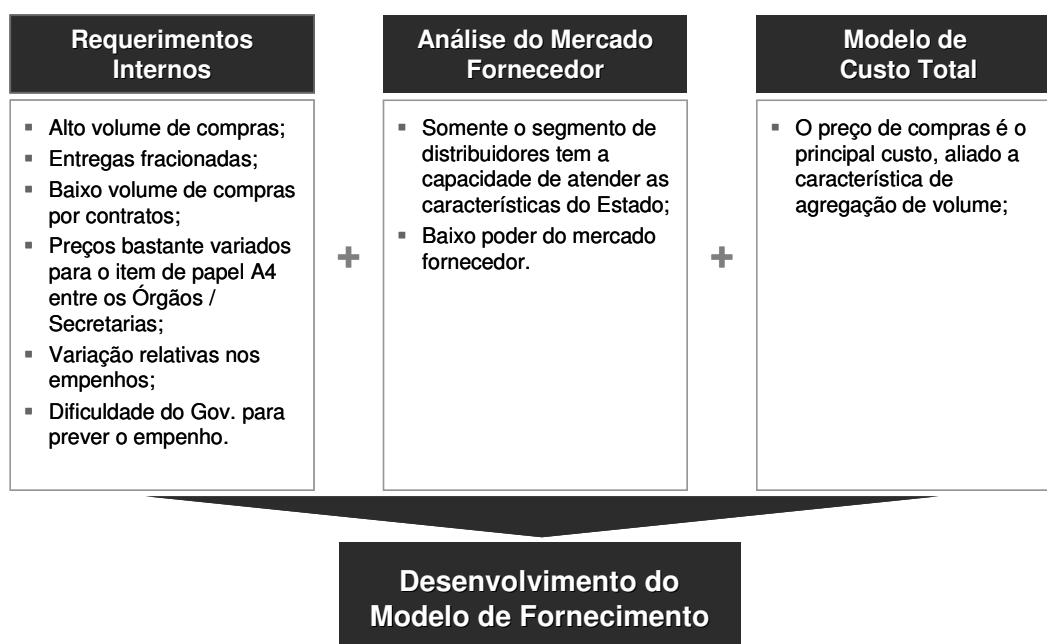 Requerimentos
Internos
▪ Alto volume de compras;
▪ Entregas fracionadas;
▪ Baixo volume de compras
por contratos;
▪ Preços bastante variados
para o item de papel A4
entre os Órgãos /
Secretarias;
▪ Variação relativas nos
empenhos;
▪ Dificuldade do Gov. para
prever o empenho.
+
Análise do Mercado
Fornecedor
▪ Somente o segmento de
distribuidores tem a
capacidade de atender as
características do Estado;
▪ Baixo poder do mercado
fornecedor.
+
Modelo de
Custo Total
▪ O preço de compras é o
principal custo, aliado a
característica de
agregação de volume;
Desenvolvimento do
Modelo de Fornecimento